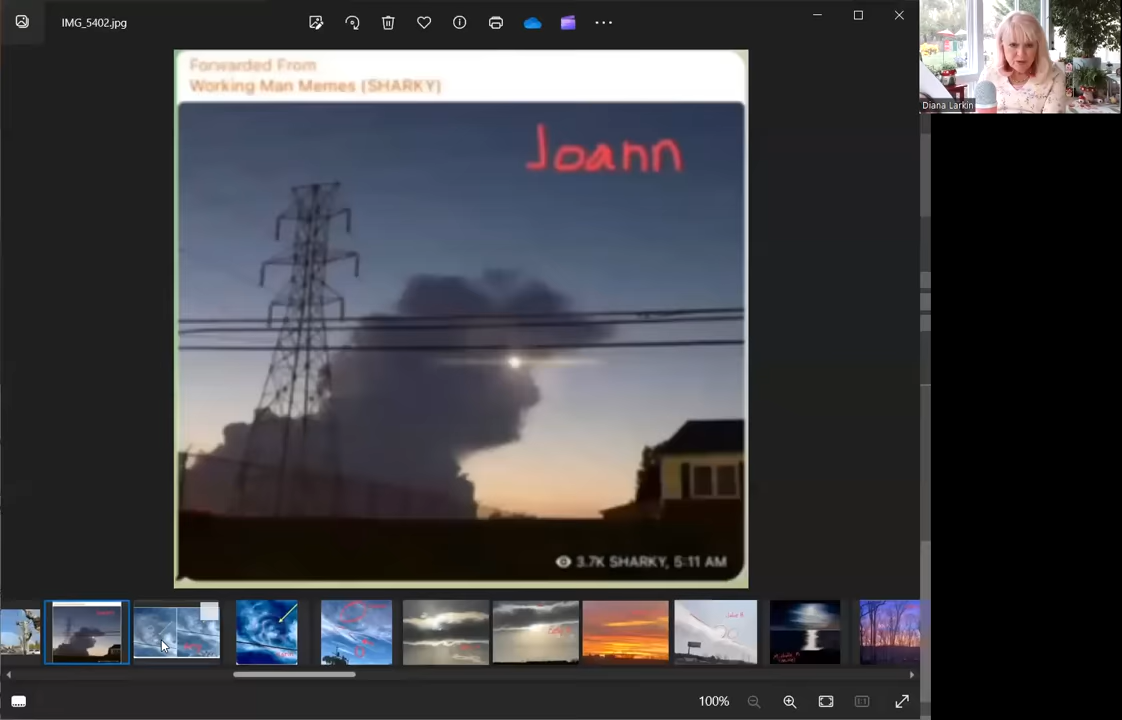 IMG_5402.jpg
Forwarded From
Working Man Memes (SHARKY)
Joann
3.7K SHARKY, 5:11 AM
Diana Larkin
100%